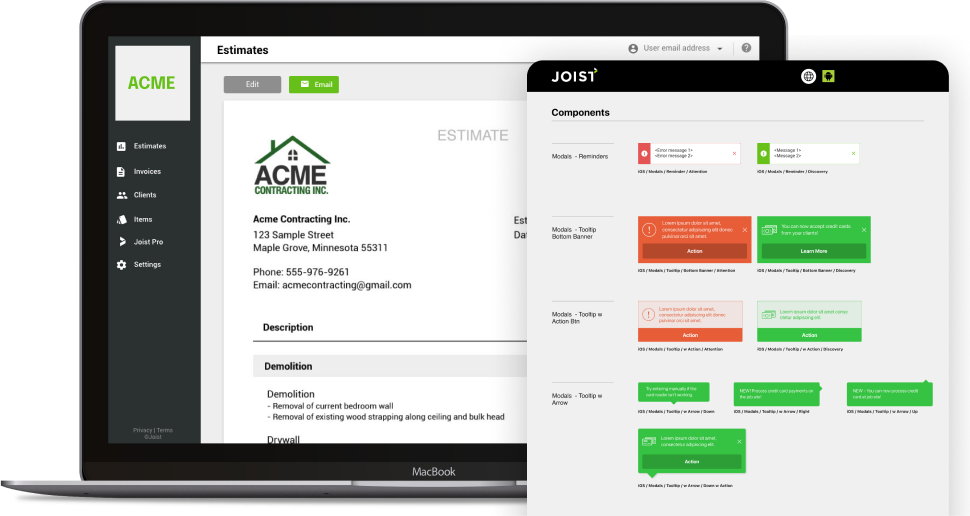 Estimates
User email address
ACME
Edit
Email
Estimates
Invoices
Clients
Items
Joist Pro
Settings
Privacy | Terms
©Joist
ESTIMATE
ACME
CONTRACTING INC.
Acme Contracting Inc.
123 Sample Street
Maple Grove, Minnesota 55311
Phone: 555-976-9261
Email: acmecontracting@gmail.com
Est
Dat
Description
Demolition
Demolition
- Removal of current bedroom wall
- Removal of existing wood strapping along ceiling and bulk head
Drywall
MacBook
JOIST
Components
Modals - Reminders
<Error message 1>
<Error message 2>
iOS / Modals / Reminder / Attention
<Message 1>
<Message 2>
iOS / Modals / Reminder / Discovery
Modals - Tooltip
Bottom Banner
Lorem ipsum dolor sit amet,
consectetur adipiscing elit donec
pulvinar orci sit amet.
Action
iOS / Modals / Tooltip / Bottom Banner / Attention
You can now accept credit cards
from your clients!
Learn More
iOS / Modals / Tooltip / Bottom Banner / Discovery
Modals - Tooltip w
Action Btn
Lorem ipsum dolor sit amet,
consectetur adipiscing elit donec
pulvinar orci sit amet.
Action
iOS / Modals / Tooltip / w Action / Attention
Lorem ipsum dolor sit amet conse
ctetur adipiscing elit.
Action
iOS / Modals / Tooltip / w Action / Discovery
Modals - Tooltip w
Arrow
Try entering manually if the
card reader isn't working.
iOS / Modals / Tooltip / w Arrow / Down
NEW! Process credit card payments on
the job site!
iOS / Modals / Tooltip / w Arrow / Right
NEW - You can now process credit
card at job site!
iOS / Modals / Tooltip / w Arrow / Up
Lorem ipsum dolor sit amet,
consectetur adipiscing elit
Action
iOS / Modals / Tooltip / w Arrow / Down w Action